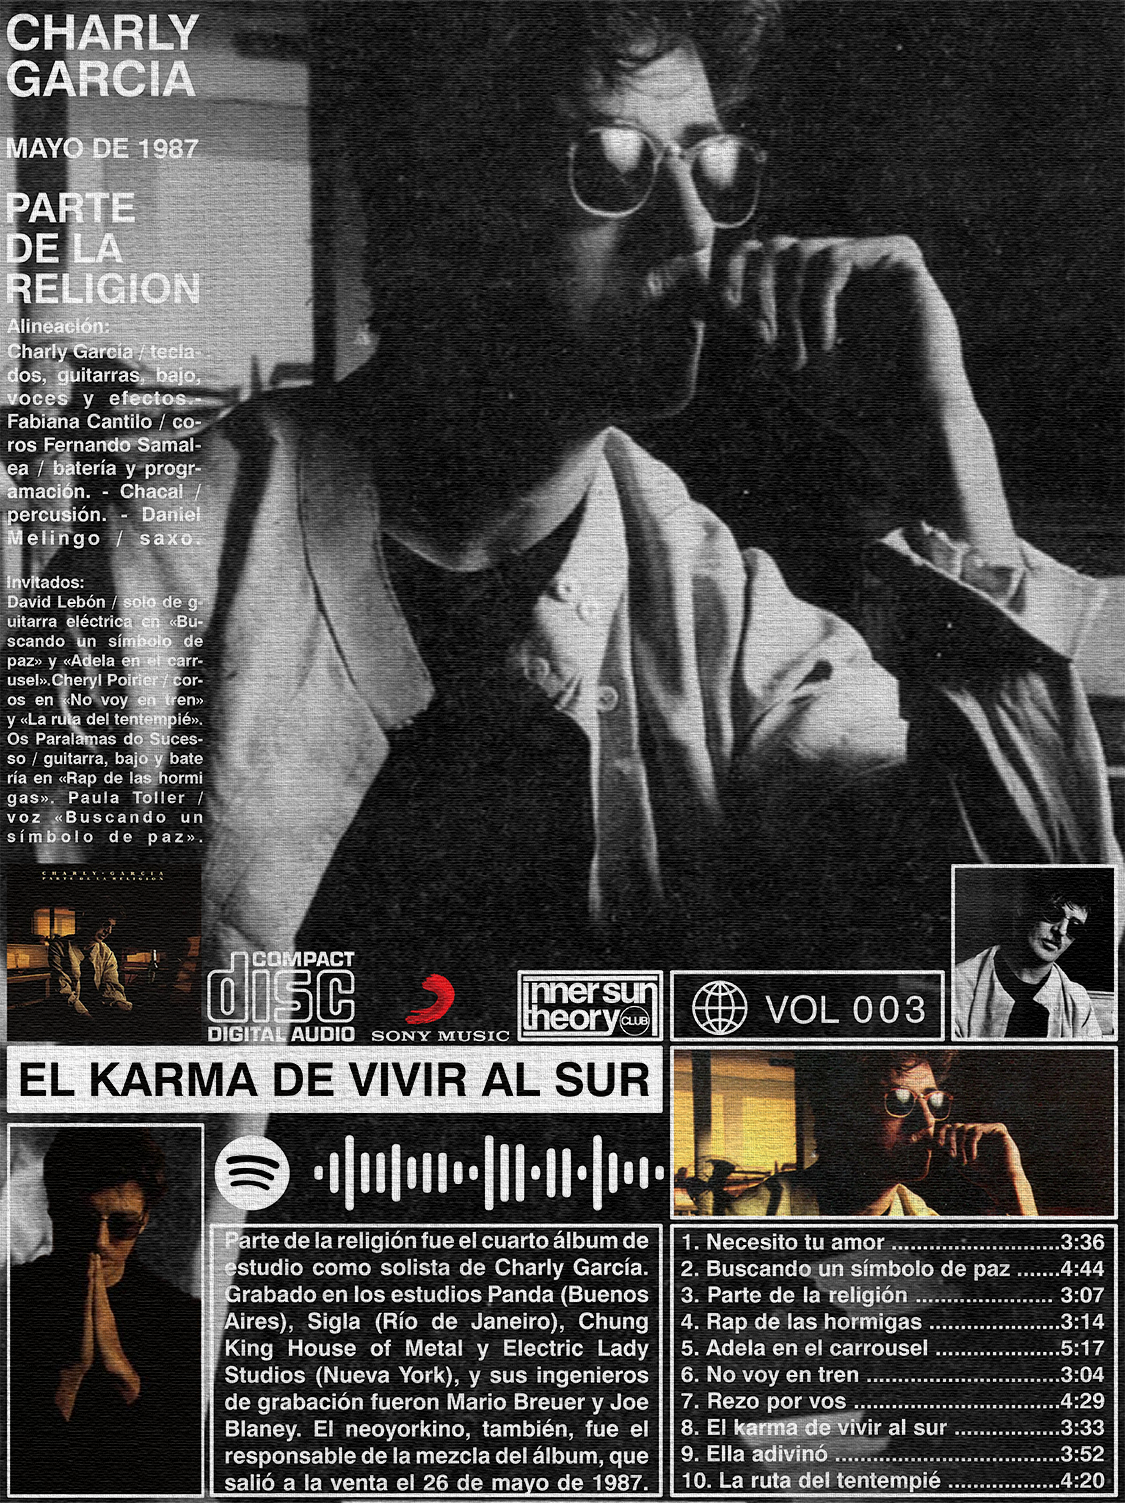 CHARLY
GARCIA
MAYO DE 1987
PARTE
DE LA
RELIGION
Alineación:
Charly García / tecla-
dos, guitarras, bajo,
voces y efectos.-
Fabiana Cantilo / co-
ros Fernando Samal-
ea / batería y progr-
amación. - Chacal /
percusión. - Daniel
Melingo / saxo.
Invitados:
David Lebón / solo de g-
uitarra eléctrica en «Bu-
scando un símbolo de
paz» y «Adela en el carr-
usel».Cheryl Poirier / cor-
os en «No voy en tren»
y «La ruta del tentempié».
Os Paralamas do Suces-
so / guitarra, bajo y bate
ría en «Rap de las hormi
gas». Paula Toller /
voz «Buscando un
símbolo de paz».
CHARLY·GARCIA
PARTE DE LA RELIGION
COMPACT
disc
DIGITAL AUDIO
SONY MUSIC
inner sun
theory CLUB
VOL 003
EL KARMA DE VIVIR AL SUR
Parte de la religión fue el cuarto álbum de
estudio como solista de Charly García.
Grabado en los estudios Panda (Buenos
Aires), Sigla (Río de Janeiro), Chung
King House of Metal y Electric Lady
Studios (Nueva York), y sus ingenieros
de grabación fueron Mario Breuer y Joe
Blaney. El neoyorkino, también, fue el
responsable de la mezcla del álbum, que
salió a la venta el 26 de mayo de 1987.
1. Necesito tu amor ..........................3:36
2. Buscando un símbolo de paz .......4:44
3. Parte de la religión ..................... 3:07
4. Rap de las hormigas ....................3:14
5. Adela en el carrousel ...................5:17
6. No voy en tren ..............................3:04
7. Rezo por vos ................................4:29
8. El karma de vivir al sur .................3:33
9. Ella adivinó ...................................3:52
10. La ruta del tentempié .................4:20